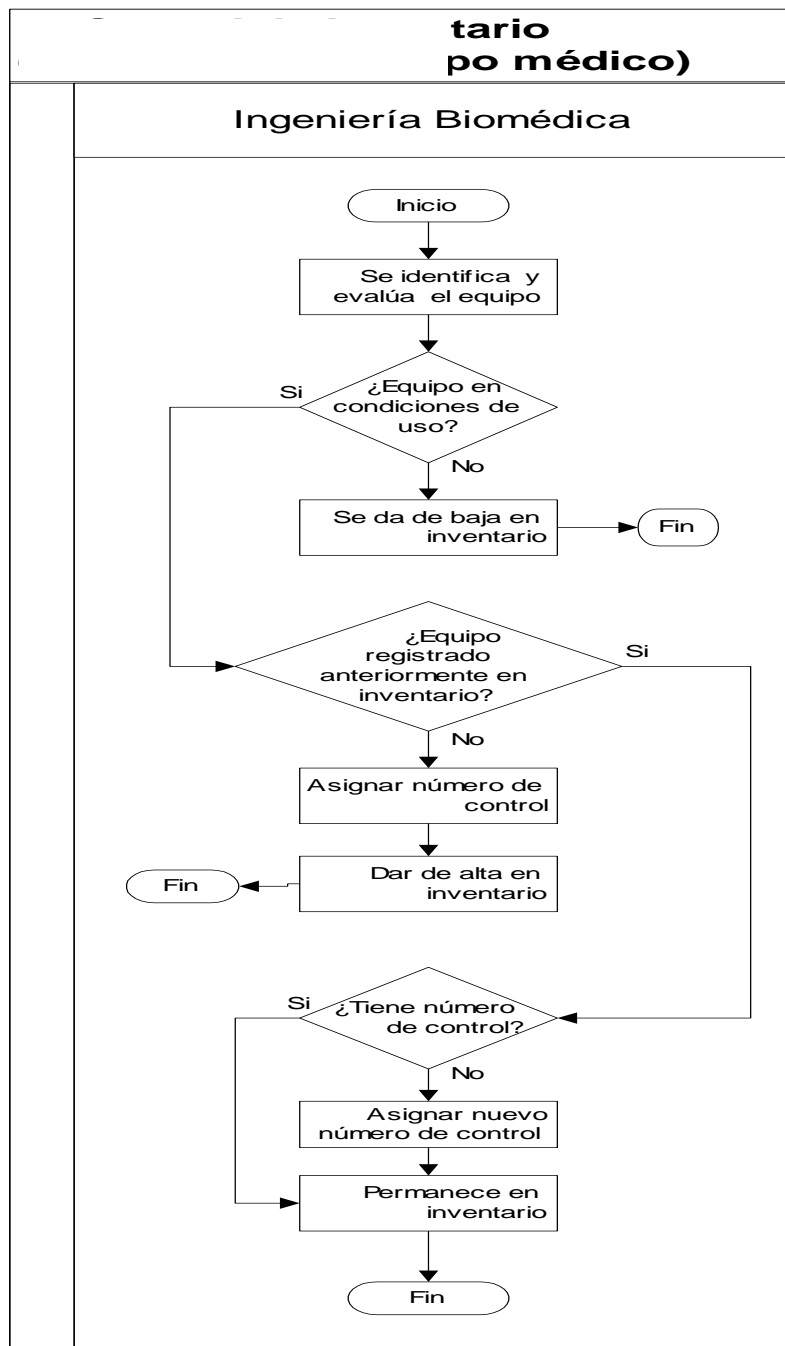 tario
po médico)
Ingeniería Biomédica
Inicio
Se identifica y
evalúa el equipo
¿Equipo en
condiciones de
uso?
Si
No
Se da de baja en
inventario
Fin
¿Equipo
registrado
anteriormente en
inventario?
Si
No
Asignar número de
control
Dar de alta en
inventario
Fin
¿Tiene número
de control?
Si
No
Asignar nuevo
número de control
Permanece en
inventario
Fin